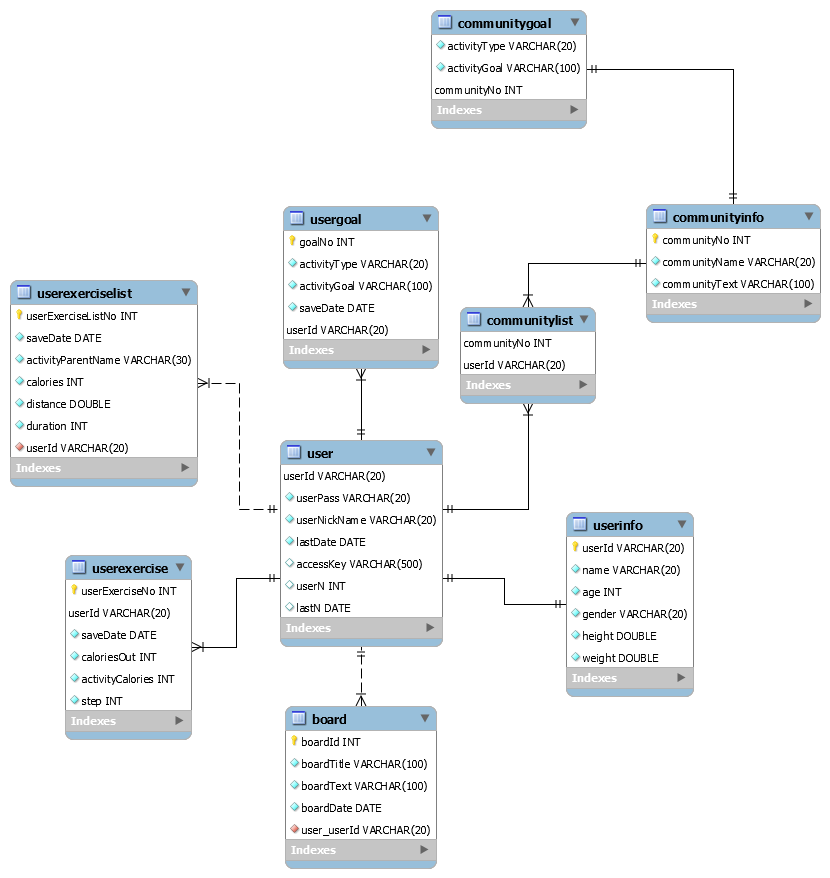 communitygoal
activityType VARCHAR(20)
activityGoal VARCHAR(100)
communityNo INT
Indexes
communityinfo
communityNo INT
communityName VARCHAR(20)
communityText VARCHAR(100)
Indexes
usergoal
goalNo INT
activityType VARCHAR(20)
activityGoal VARCHAR(100)
saveDate DATE
userId VARCHAR(20)
Indexes
userexerciselist
userExerciseListNo INT
saveDate DATE
activityParentName VARCHAR(30)
calories INT
distance DOUBLE
duration INT
userId VARCHAR(20)
Indexes
communitylist
communityNo INT
userId VARCHAR(20)
Indexes
user
userId VARCHAR(20)
userPass VARCHAR(20)
userNickName VARCHAR(20)
lastDate DATE
accessKey VARCHAR(500)
userN INT
lastN DATE
Indexes
userinfo
userId VARCHAR(20)
name VARCHAR(20)
age INT
gender VARCHAR(20)
height DOUBLE
weight DOUBLE
Indexes
userexercise
userExerciseNo INT
userId VARCHAR(20)
saveDate DATE
caloriesOut INT
activityCalories INT
step INT
Indexes
board
boardId INT
boardTitle VARCHAR(100)
boardText VARCHAR(100)
boardDate DATE
user_userId VARCHAR(20)
Indexes